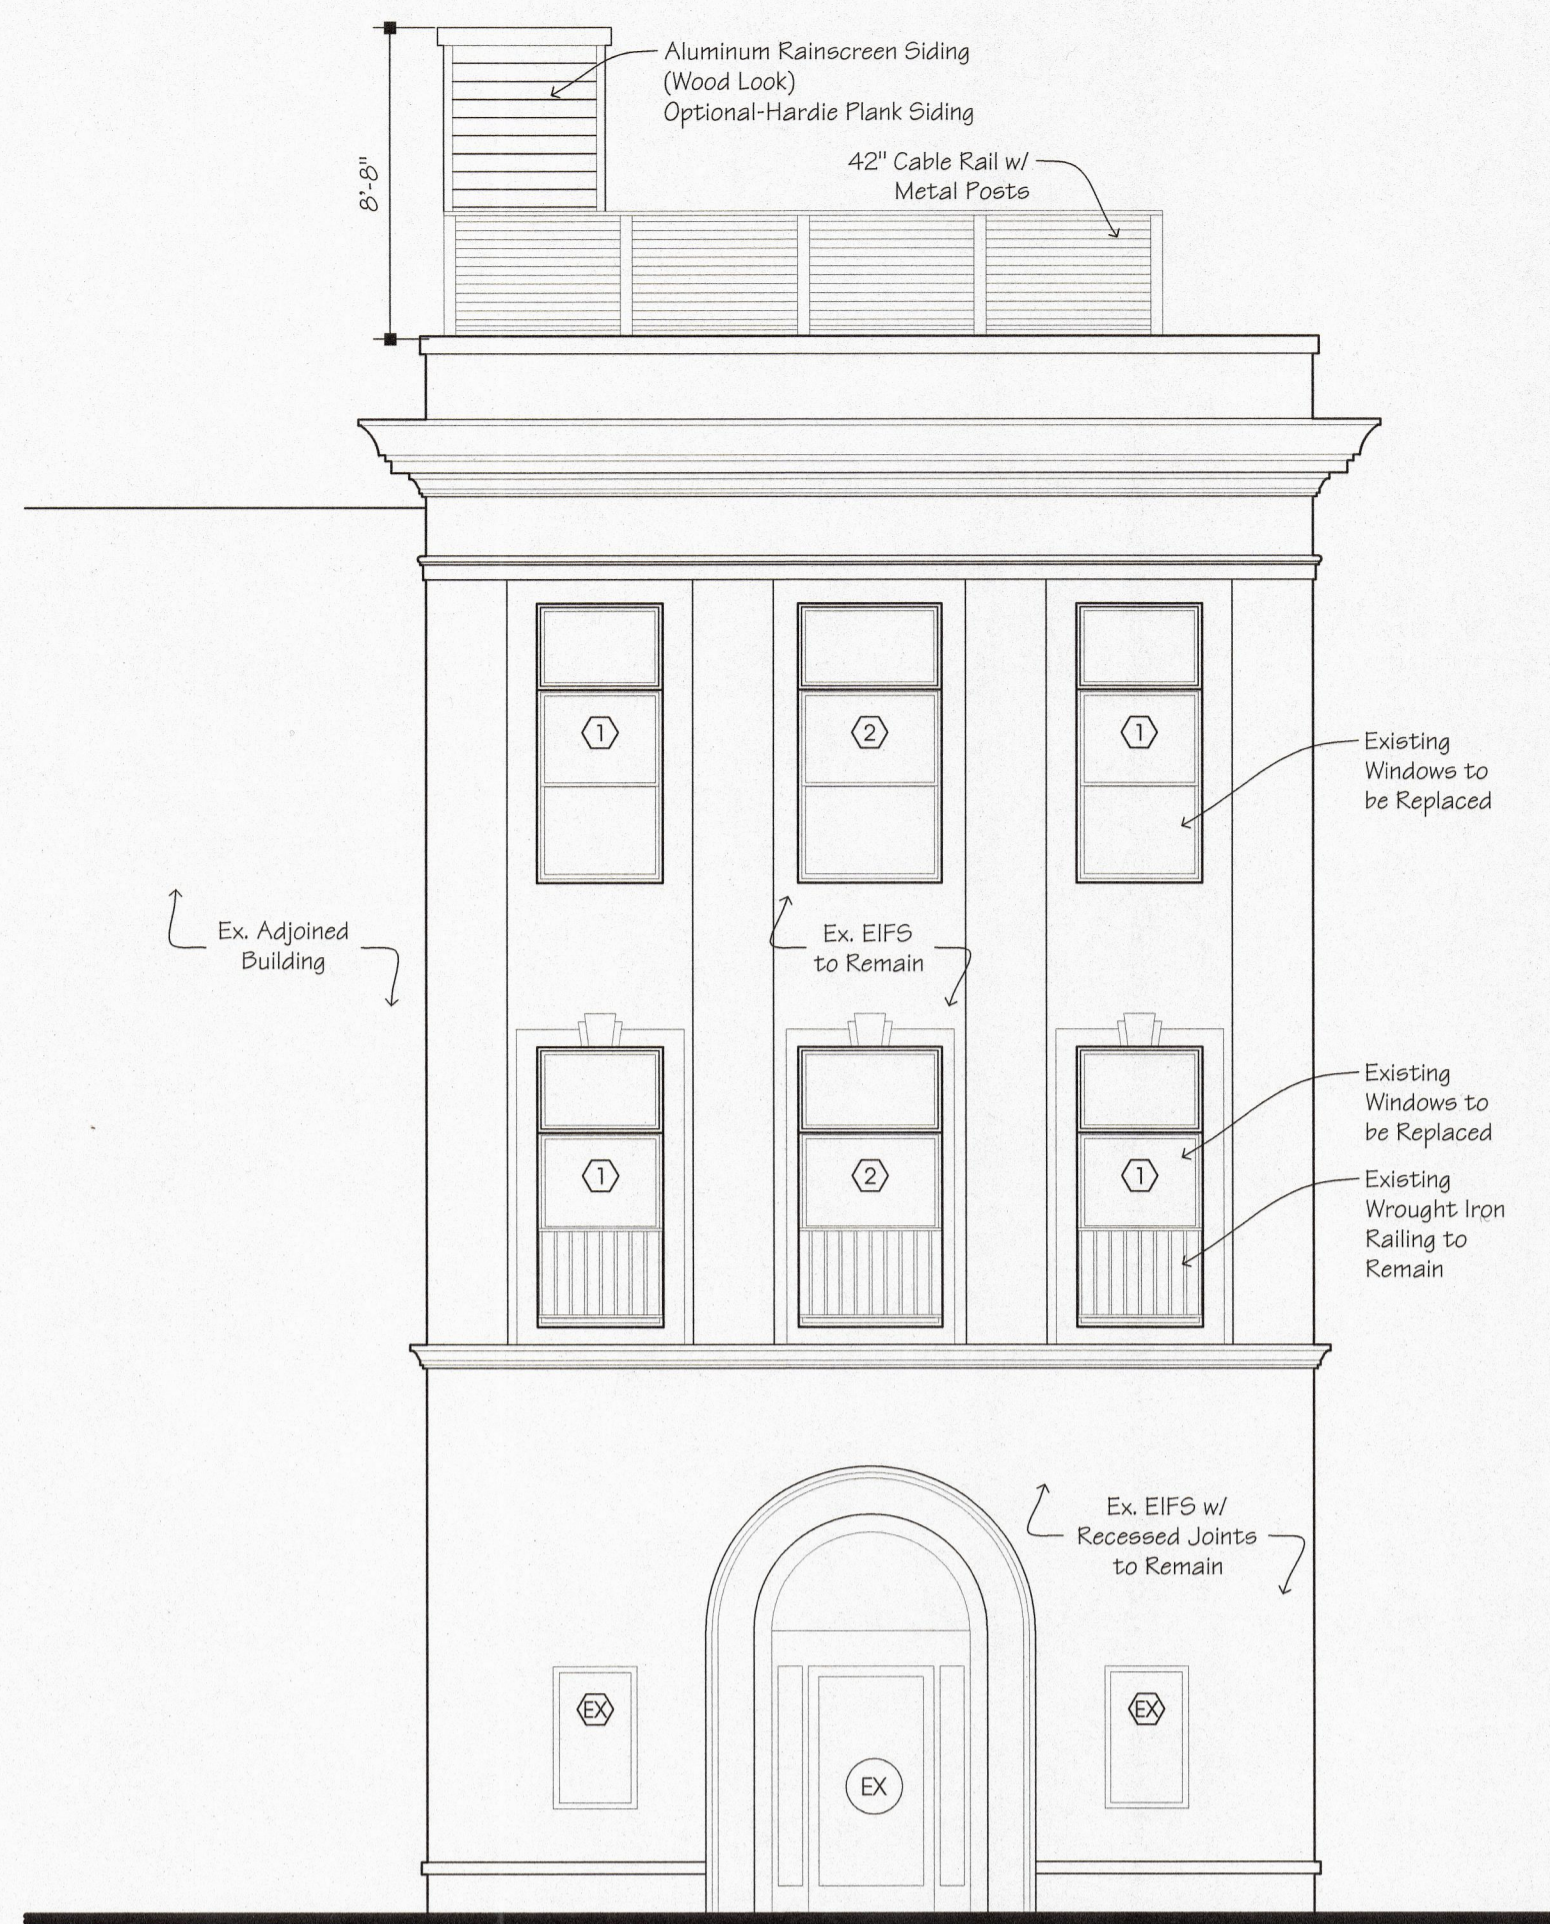 Aluminum Rainscreen Siding
(Wood Look)
Optional-Hardie Plank Siding
42" Cable Rail w/
Metal Posts
8'-8"
1
2
1
Existing
Windows to
be Replaced
Ex. Adjoined
Building
Ex. EIFS
to Remain
Existing
Windows to
be Replaced
1
2
1
Existing
Wrought Iron
Railing to
Remain
Ex. EIFS w/
Recessed Joints
to Remain
EX
EX
EX